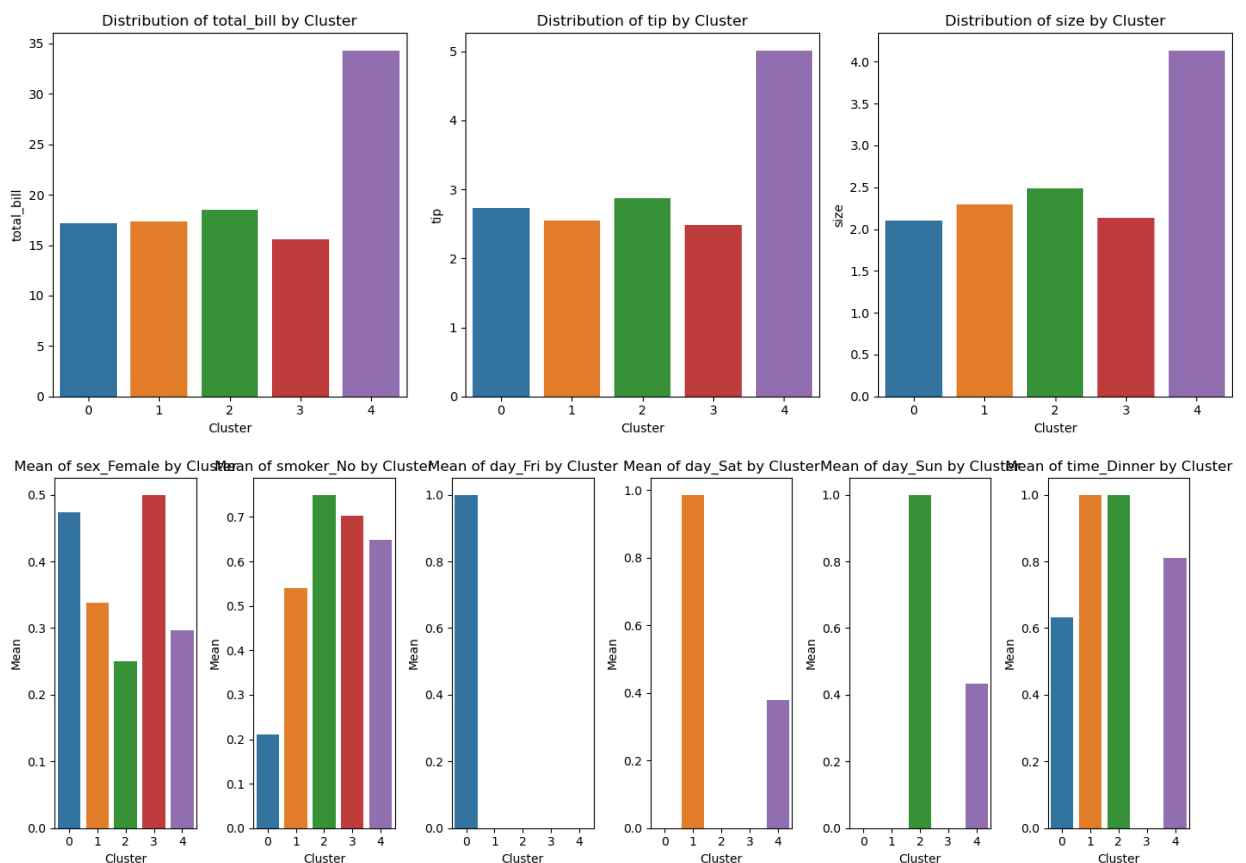 Distribution of total_bill by Cluster
35
30
25
20
15
10
5
0
total_bill
0 1 2 3 4
Cluster
Distribution of tip by Cluster
5
4
3
2
1
0
tip
0 1 2 3 4
Cluster
Distribution of size by Cluster
4.0
3.5
3.0
2.5
2.0
1.5
1.0
0.5
0.0
size
0 1 2 3 4
Cluster
Mean of sex_Female by Cluster
0.5
0.4
0.3
0.2
0.1
0.0
Mean
0 1 2 3 4
Cluster
Mean of smoker_No by Cluster
0.7
0.6
0.5
0.4
0.3
0.2
0.1
0.0
Mean
0 1 2 3 4
Cluster
Mean of day_Fri by Cluster
1.0
0.8
0.6
0.4
0.2
0.0
Mean
0 1 2 3 4
Cluster
Mean of day_Sat by Cluster
1.0
0.8
0.6
0.4
0.2
0.0
Mean
0 1 2 3 4
Cluster
Mean of day_Sun by Cluster
1.0
0.8
0.6
0.4
0.2
0.0
Mean
0 1 2 3 4
Cluster
Mean of time_Dinner by Cluster
1.0
0.8
0.6
0.4
0.2
0.0
Mean
0 1 2 3 4
Cluster